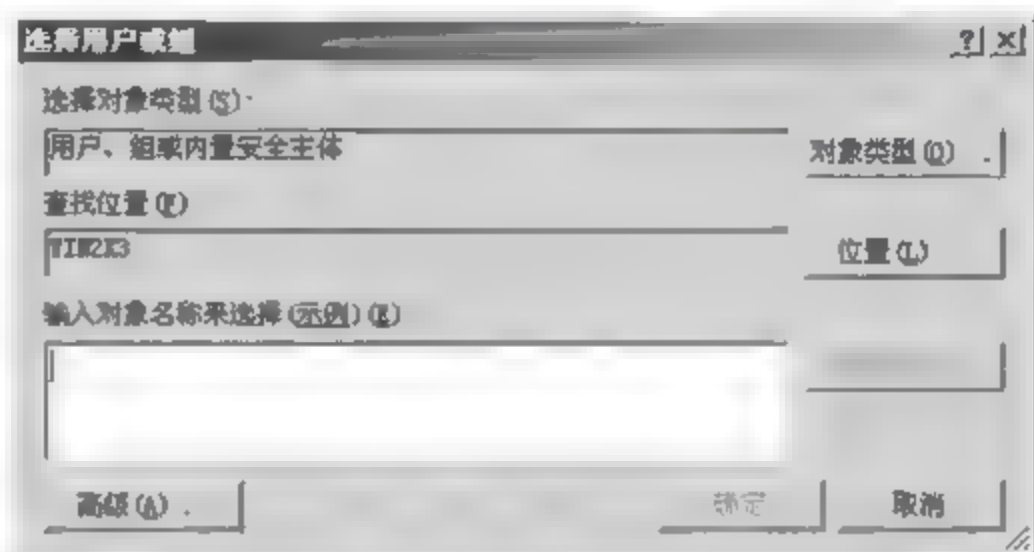 选择用户或组
选择对象类型(S):
用户、组或内置安全主体
对象类型(O)
查找位置(F)
WIN2K3
位置(L)
输入对象名称来选择(示例)(E)
高级(A)
确定
取消